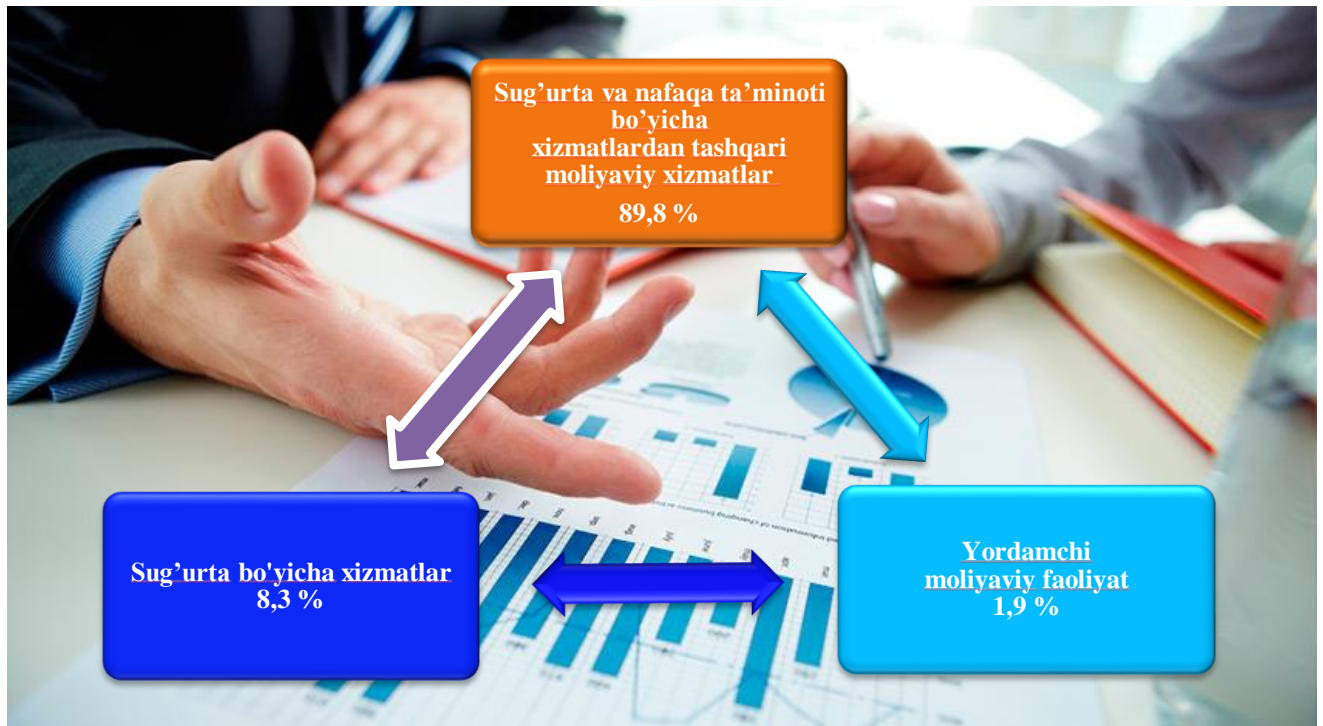 Sug’urta va nafaqa ta’minoti
bo’yicha
xizmatlardan tashqari
moliyaviy xizmatlar
89,8 %
Sug’urta bo'yicha xizmatlar
8,3 %
Yordamchi
moliyaviy faoliyat
1,9 %